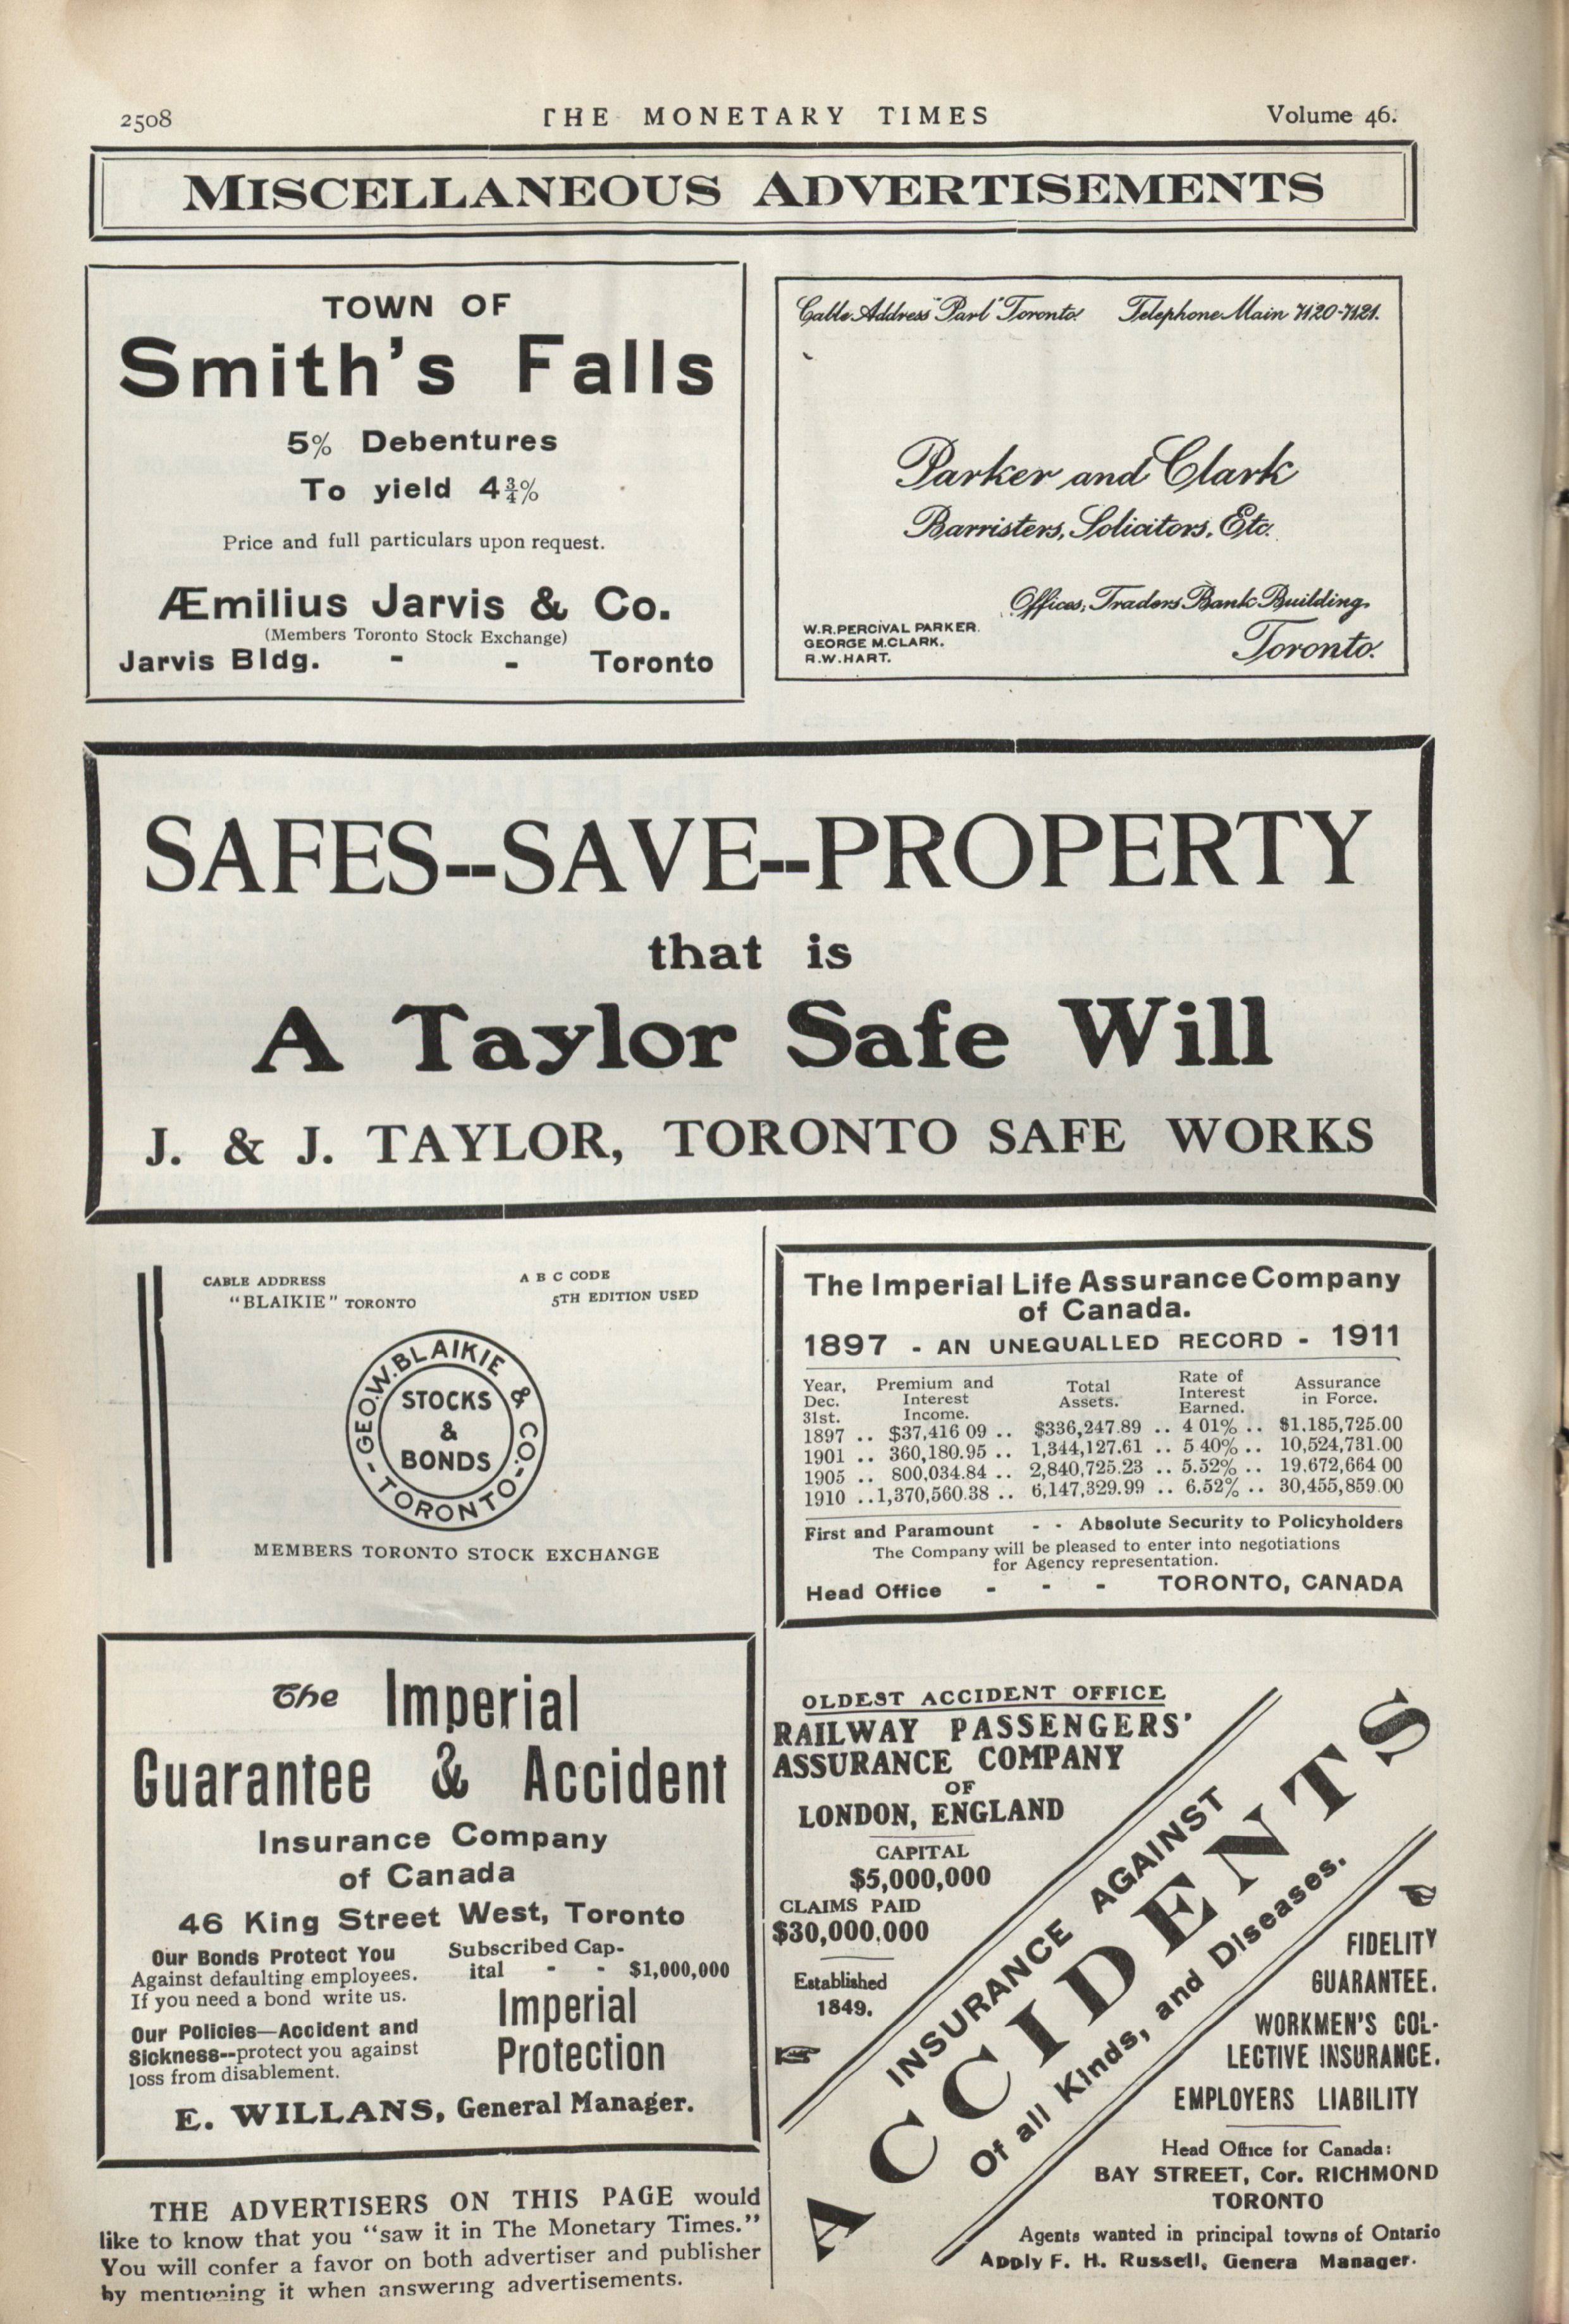 2508
THE MONETARY TIMES
Volume 46.
MISCELLANEOUS ADVERTISEMENTS
TOWN OF
Smith's Falls
5% Debentures
To yield 4¾%
Price and full particulars upon request.
Æmilius Jarvis & Co.
(Members Toronto Stock Exchange)
Jarvis Bldg. - - Toronto
Cable Address "Parl" Toronto. Telephone Main 7120-7121.
Parker and Clark
Barristers, Solicitors, Etc.
Offices, Traders Bank Building,
Toronto.
W.R.PERCIVAL PARKER.
GEORGE M.CLARK.
R.W.HART.
SAFES--SAVE--PROPERTY
that is
A Taylor Safe Will
J. & J. TAYLOR, TORONTO SAFE WORKS
CABLE ADDRESS
"BLAIKIE" TORONTO
A B C CODE
5TH EDITION USED
GEO.W.BLAIKIE & CO.-TORONTO-
STOCKS
&
BONDS
MEMBERS TORONTO STOCK EXCHANGE
The Imperial Life Assurance Company
of Canada.
1897 - AN UNEQUALLED RECORD - 1911
Year, Dec. 31st. Premium and Interest Income. Total Assets. Rate of Interest Earned. Assurance in Force.
1897 .. $37,416 09 .. $336,247.89 .. 4 01% .. $1,185,725.00
1901 .. 360,180.95 .. 1,344,127.61 .. 5 40% .. 10,524,731.00
1905 .. 800,034.84 .. 2,840,725.23 .. 5.52% .. 19,672,664 00
1910 ..1,370,560.38 .. 6,147,329.99 .. 6.52% .. 30,455,859.00
First and Paramount - - Absolute Security to Policyholders
The Company will be pleased to enter into negotiations
for Agency representation.
Head Office - - - TORONTO, CANADA
The Imperial
Guarantee & Accident
Insurance Company
of Canada
46 King Street West, Toronto
Our Bonds Protect You
Against defaulting employees.
If you need a bond write us.
Our Policies—Accident and
Sickness--protect you against
loss from disablement.
Subscribed Cap-
ital - - $1,000,000
Imperial
Protection
E. WILLANS, General Manager.
THE ADVERTISERS ON THIS PAGE would
like to know that you "saw it in The Monetary Times."
You will confer a favor on both advertiser and publisher
by mentioning it when answering advertisements.
OLDEST ACCIDENT OFFICE
RAILWAY PASSENGERS'
ASSURANCE COMPANY
OF
LONDON, ENGLAND
CAPITAL
$5,000,000
CLAIMS PAID
$30,000,000
Established
1849.
INSURANCE AGAINST
ACCIDENTS
Of all Kinds, and Diseases.
FIDELITY
GUARANTEE.
WORKMEN'S COL-
LECTIVE INSURANCE.
EMPLOYERS LIABILITY
Head Office for Canada:
BAY STREET, Cor. RICHMOND
TORONTO
Agents wanted in principal towns of Ontario
Apply F. H. Russell, Genera Manager.